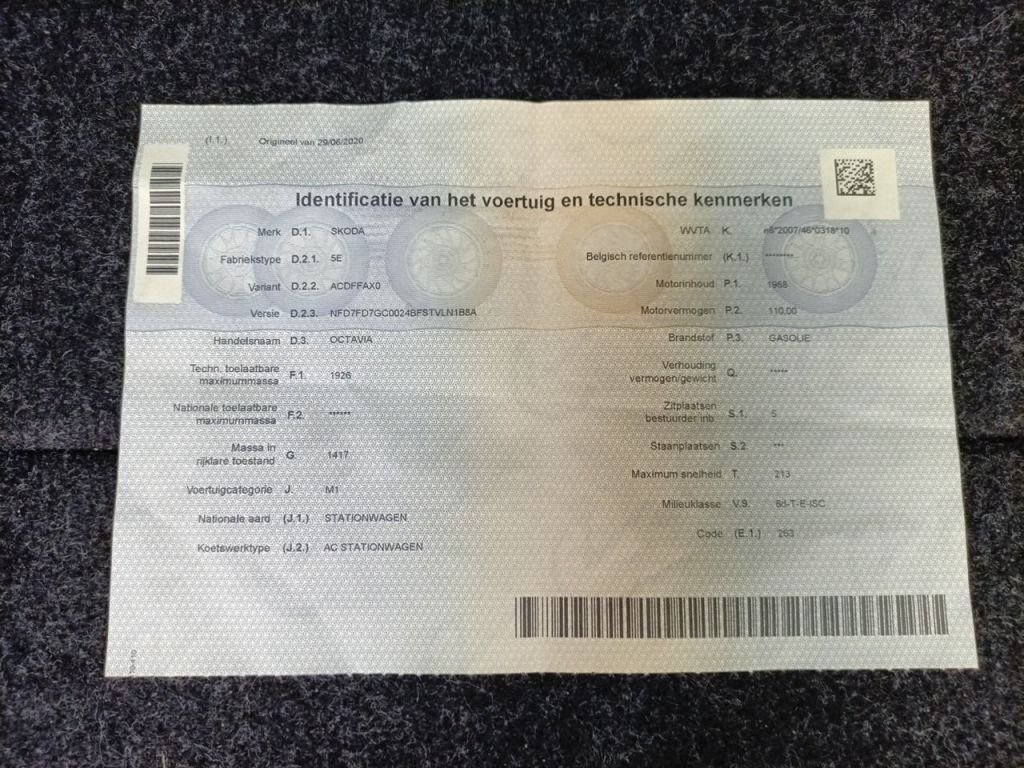 (I.1.) Origineel van 29/06/2020
Identificatie van het voertuig en technische kenmerken
Merk D.1. SKODA
Fabriekstype D.2.1. 5E
Variant D.2.2. ACDFFAX0
Versie D.2.3. NFD7FD7GC0024BFSTVLN1B8A
Handelsnaam D.3. OCTAVIA
Techn. toelaatbare
maximummassa F.1. 1926
Nationale toelaatbare
maximummassa F.2. ******
Massa in
rijklare toestand G. 1417
Voertuigcategorie J. M1
Nationale aard (J.1.) STATIONWAGEN
Koetswerktype (J.2.) AC STATIONWAGEN
WVTA K. e8*2007/46*0318*10
Belgisch referentienummer (K.1.) ********
Motorinhoud P.1. 1968
Motorvermogen P.2. 110,00
Brandstof P.3. GASOLIE
Verhouding
vermogen/gewicht Q. *****
Zitplaatsen
bestuurder inb. S.1. 5
Staanplaatsen S.2. ***
Maximum snelheid T. 213
Milieuklasse V.9. 6d-T-E-ISC
Code (E.1.) 263